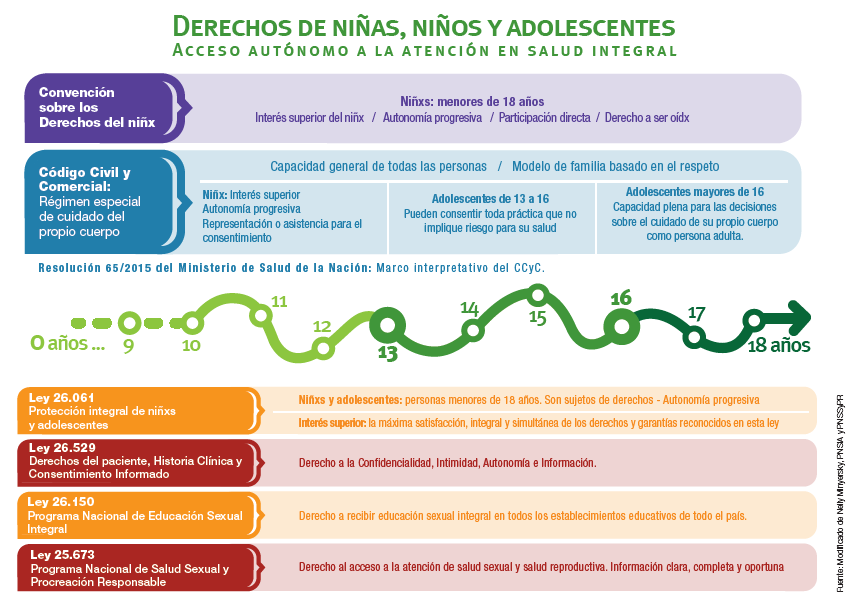 DERECHOS DE NIÑAS, NIÑOS Y ADOLESCENTES
ACCESO AUTÓNOMO A LA ATENCIÓN EN SALUD INTEGRAL
Convención
sobre los
Derechos del niñx
Niñxs: menores de 18 años
Interés superior del niñx / Autonomía progresiva / Participación directa / Derecho a ser oídx
Código Civil y
Comercial:
Régimen especial
de cuidado del
propio cuerpo
Capacidad general de todas las personas / Modelo de familia basado en el respeto
Niñx: Interés superior
Autonomía progresiva
Representación o asistencia para el
consentimiento
Adolescentes de 13 a 16
Pueden consentir toda práctica que no
implique riesgo para su salud
Adolescentes mayores de 16
Capacidad plena para las decisiones
sobre el cuidado de su propio cuerpo
como persona adulta.
Resolución 65/2015 del Ministerio de Salud de la Nación: Marco interpretativo del CCyC.
0 años ...
9
10
11
12
13
14
15
16
17
18 años
Ley 26.061
Protección integral de niñxs
y adolescentes
Niñxs y adolescentes: personas menores de 18 años. Son sujetos de derechos - Autonomía progresiva
Interés superior: la máxima satisfacción, integral y simultánea de los derechos y garantías reconocidos en esta ley
Ley 26.529
Derechos del paciente, Historia Clínica y
Consentimiento Informado
Derecho a la Confidencialidad, Intimidad, Autonomía e Información.
Ley 26.150
Programa Nacional de Educación Sexual
Integral
Derecho a recibir educación sexual integral en todos los establecimientos educativos de todo el país.
Ley 25.673
Programa Nacional de Salud Sexual y
Procreación Responsable
Derecho al acceso a la atención de salud sexual y salud reproductiva. Información clara, completa y oportuna
Fuente: Modificado de Nelly Minyersky, PNSIA y PNSSyPR